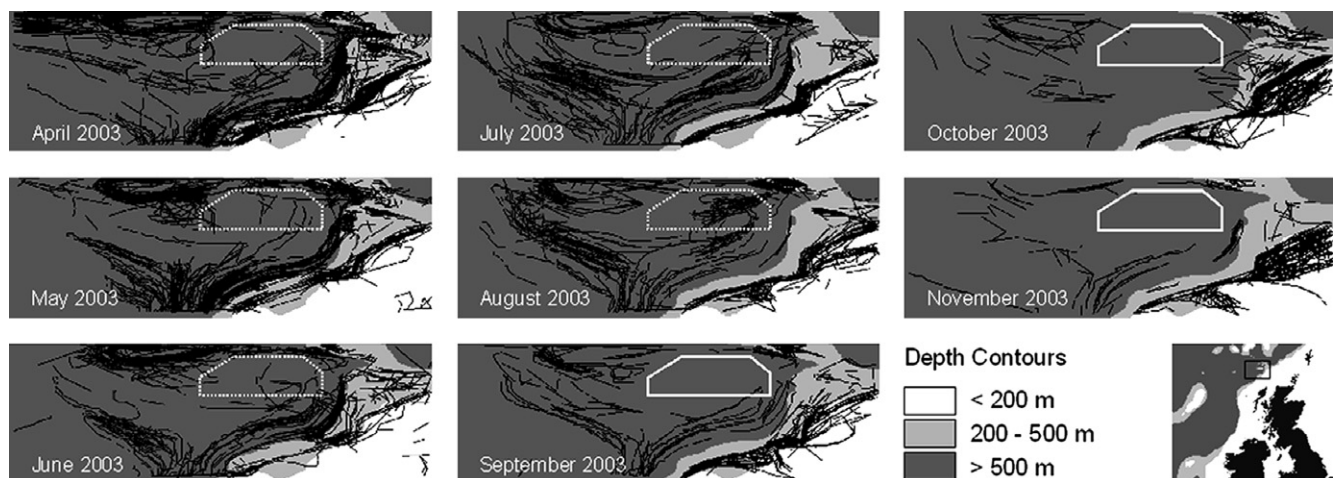 April 2003
July 2003
October 2003
May 2003
August 2003
November 2003
June 2003
September 2003
Depth Contours
< 200 m
200 - 500 m
> 500 m